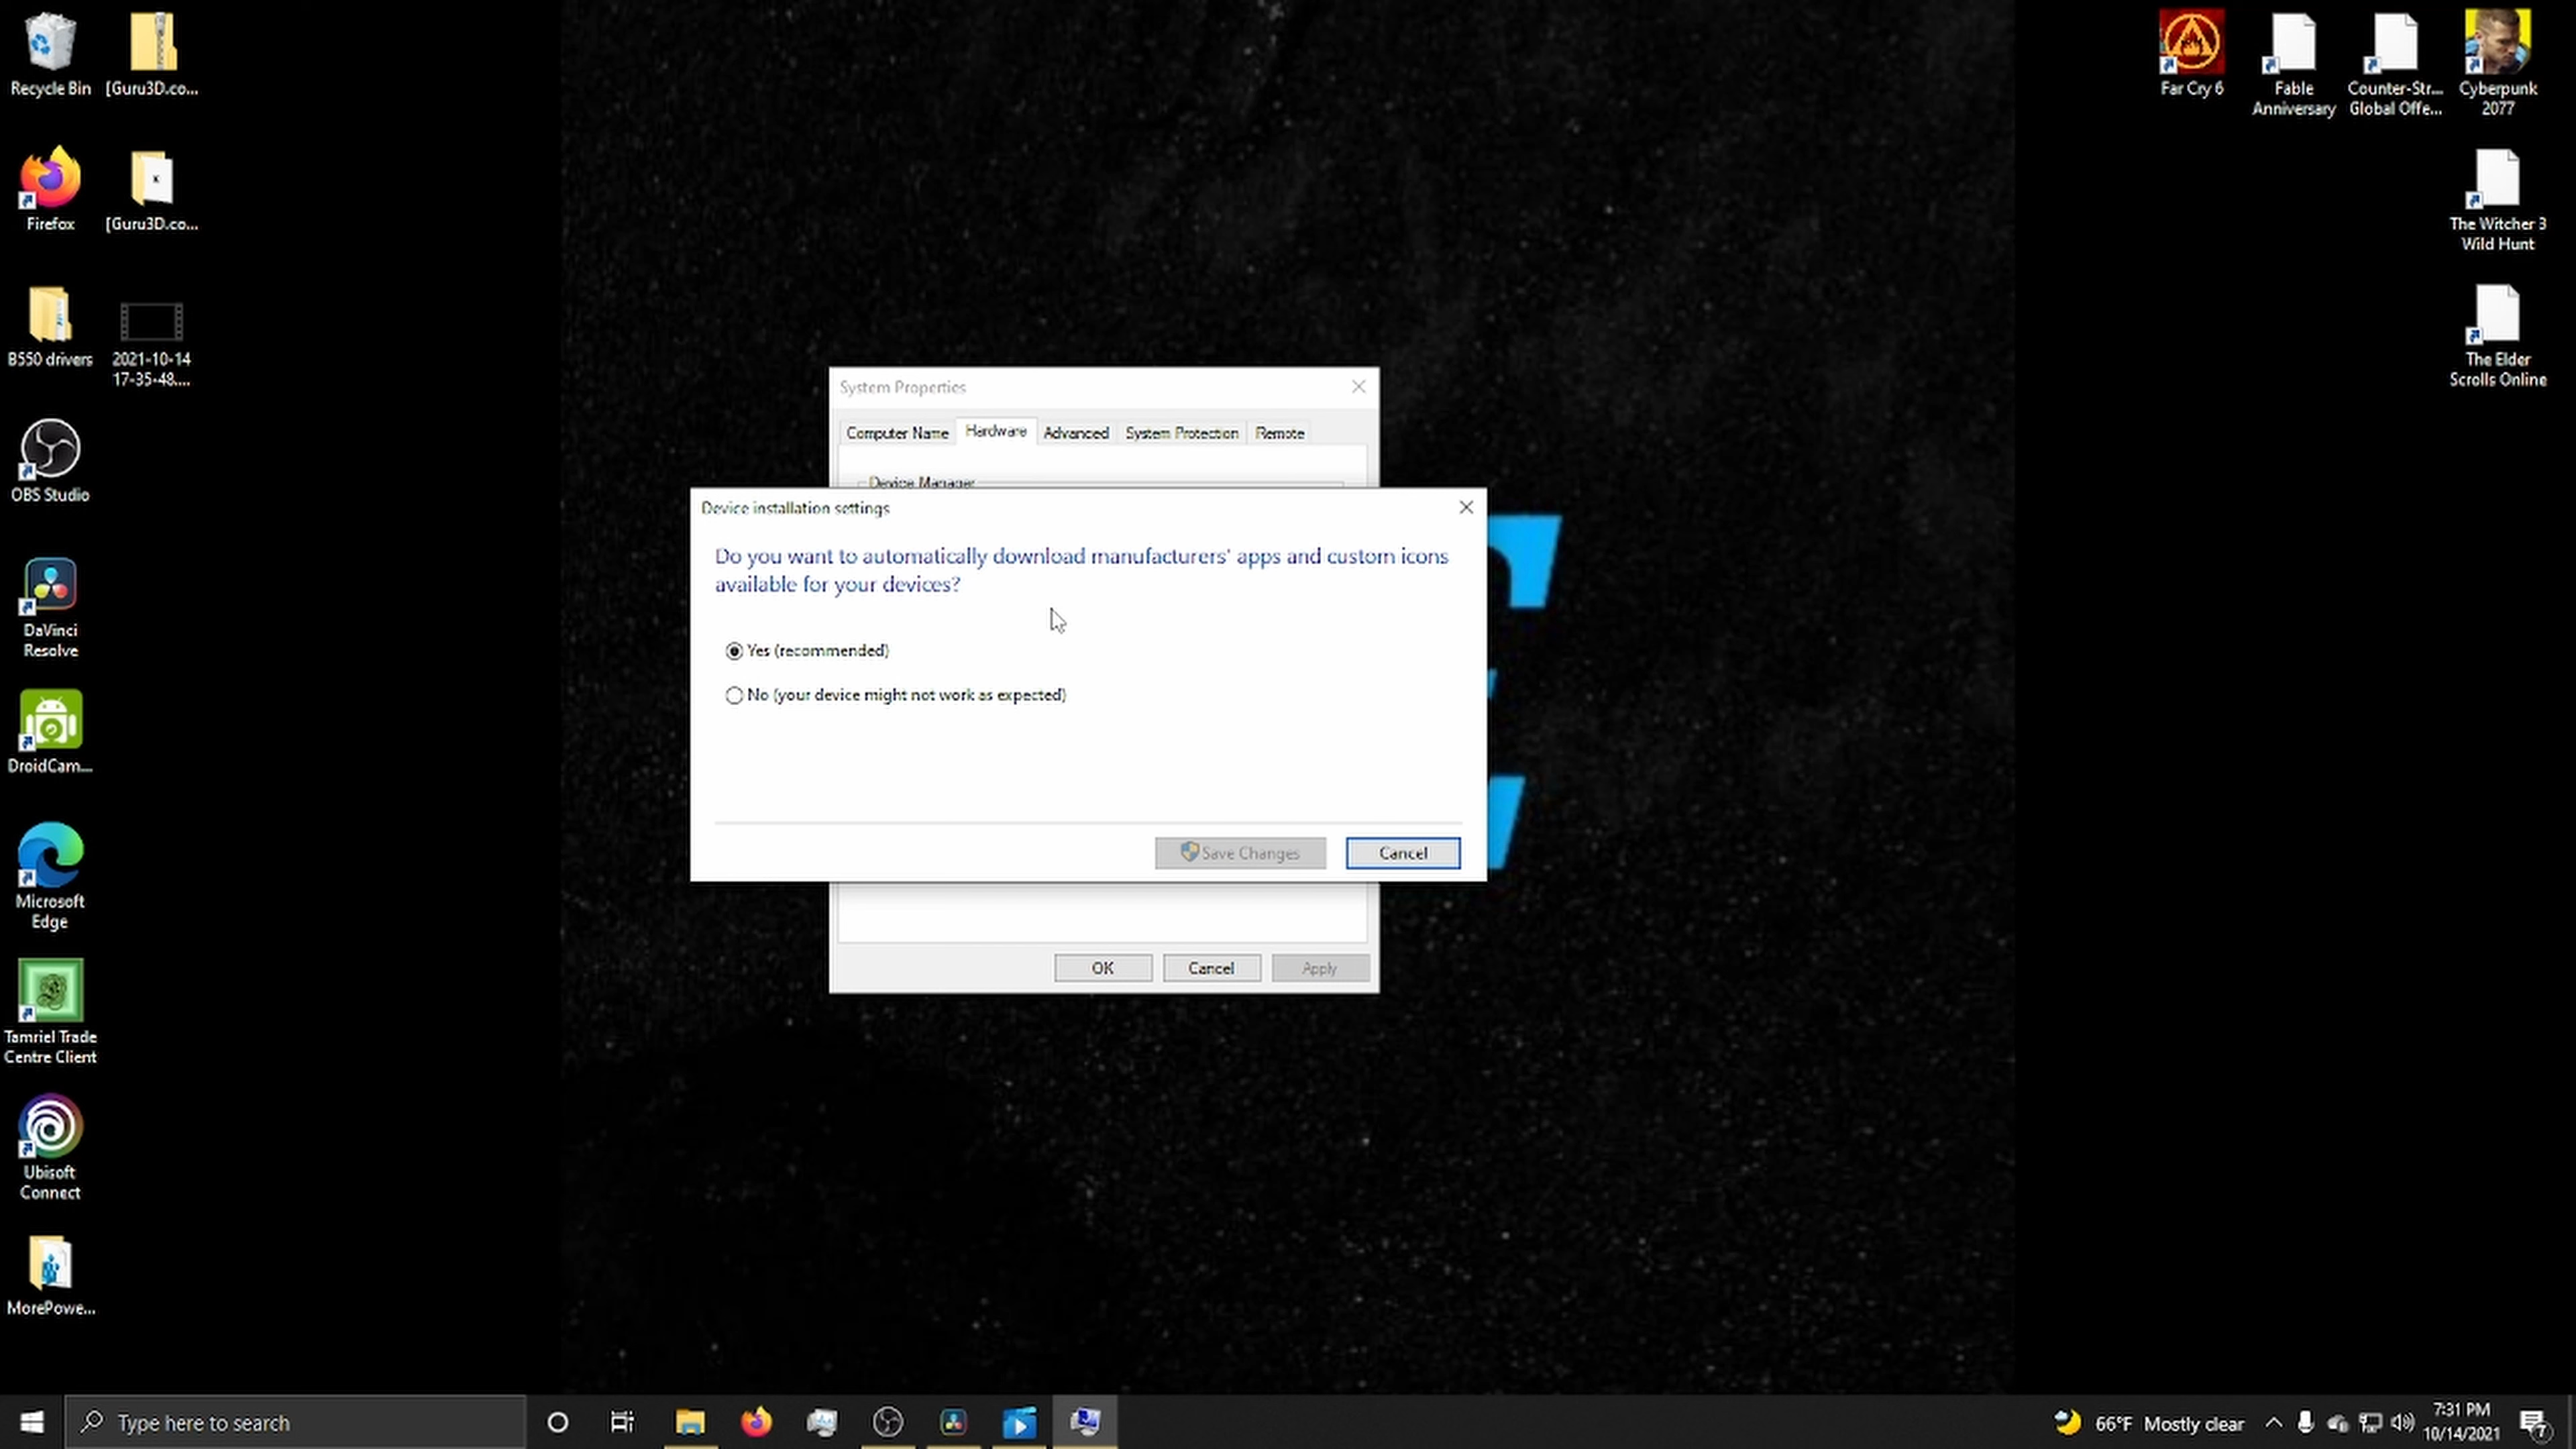 Recycle Bin
[Guru3D.co...
Firefox
[Guru3D.co...
B550 drivers
2021-10-14
17-35-48....
OBS Studio
DaVinci
Resolve
DroidCam...
Microsoft
Edge
Tamriel Trade
Centre Client
Ubisoft
Connect
MorePowe...
Far Cry 6
Fable
Anniversary
Counter-Str...
Global Offe...
Cyberpunk
2077
The Witcher 3
Wild Hunt
The Elder
Scrolls Online
System Properties
Computer Name
Hardware
Advanced
System Protection
Remote
Device Manager
Device installation settings
Do you want to automatically download manufacturers' apps and custom icons
available for your devices?
Yes (recommended)
No (your device might not work as expected)
Save Changes
Cancel
OK
Cancel
Apply
Type here to search
66°F Mostly clear
7:31 PM
10/14/2021
7